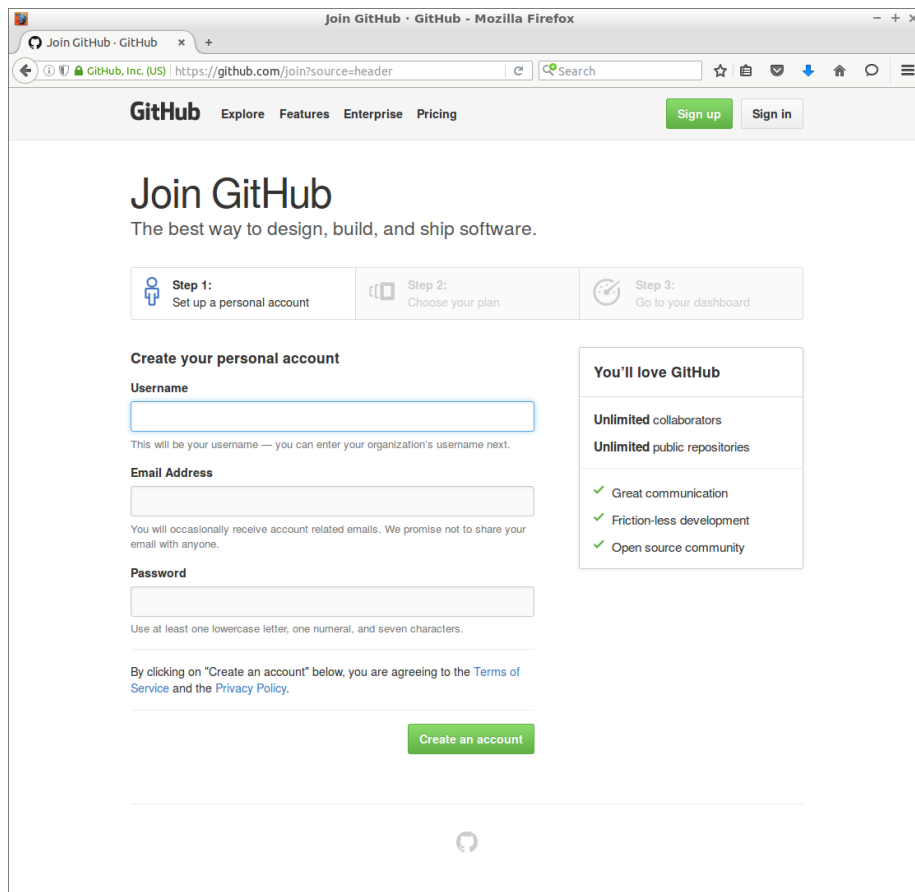 Join GitHub · GitHub - Mozilla Firefox
Join GitHub · GitHub
GitHub, Inc. (US) https://github.com/join?source=header Search
GitHub Explore Features Enterprise Pricing Sign up Sign in
Join GitHub
The best way to design, build, and ship software.
Step 1:
Set up a personal account
Step 2:
Choose your plan
Step 3:
Go to your dashboard
Create your personal account
Username
This will be your username — you can enter your organization's username next.
Email Address
You will occasionally receive account related emails. We promise not to share your
email with anyone.
Password
Use at least one lowercase letter, one numeral, and seven characters.
By clicking on "Create an account" below, you are agreeing to the Terms of
Service and the Privacy Policy.
Create an account
You'll love GitHub
Unlimited collaborators
Unlimited public repositories
Great communication
Friction-less development
Open source community